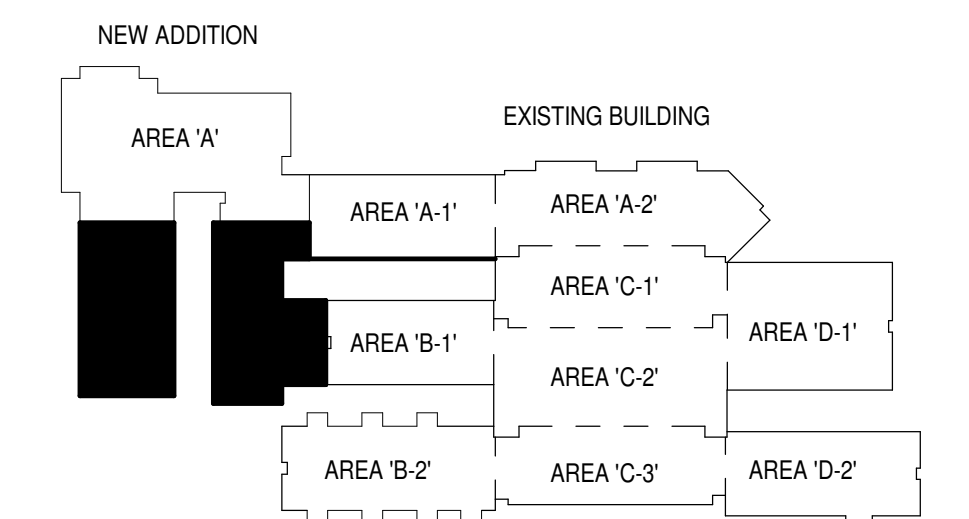 NEW ADDITION
EXISTING BUILDING
AREA 'A'
AREA 'A-1'
AREA 'A-2'
AREA 'C-1'
AREA 'B-1'
AREA 'D-1'
AREA 'C-2'
AREA 'B-2'
AREA 'C-3'
AREA 'D-2'